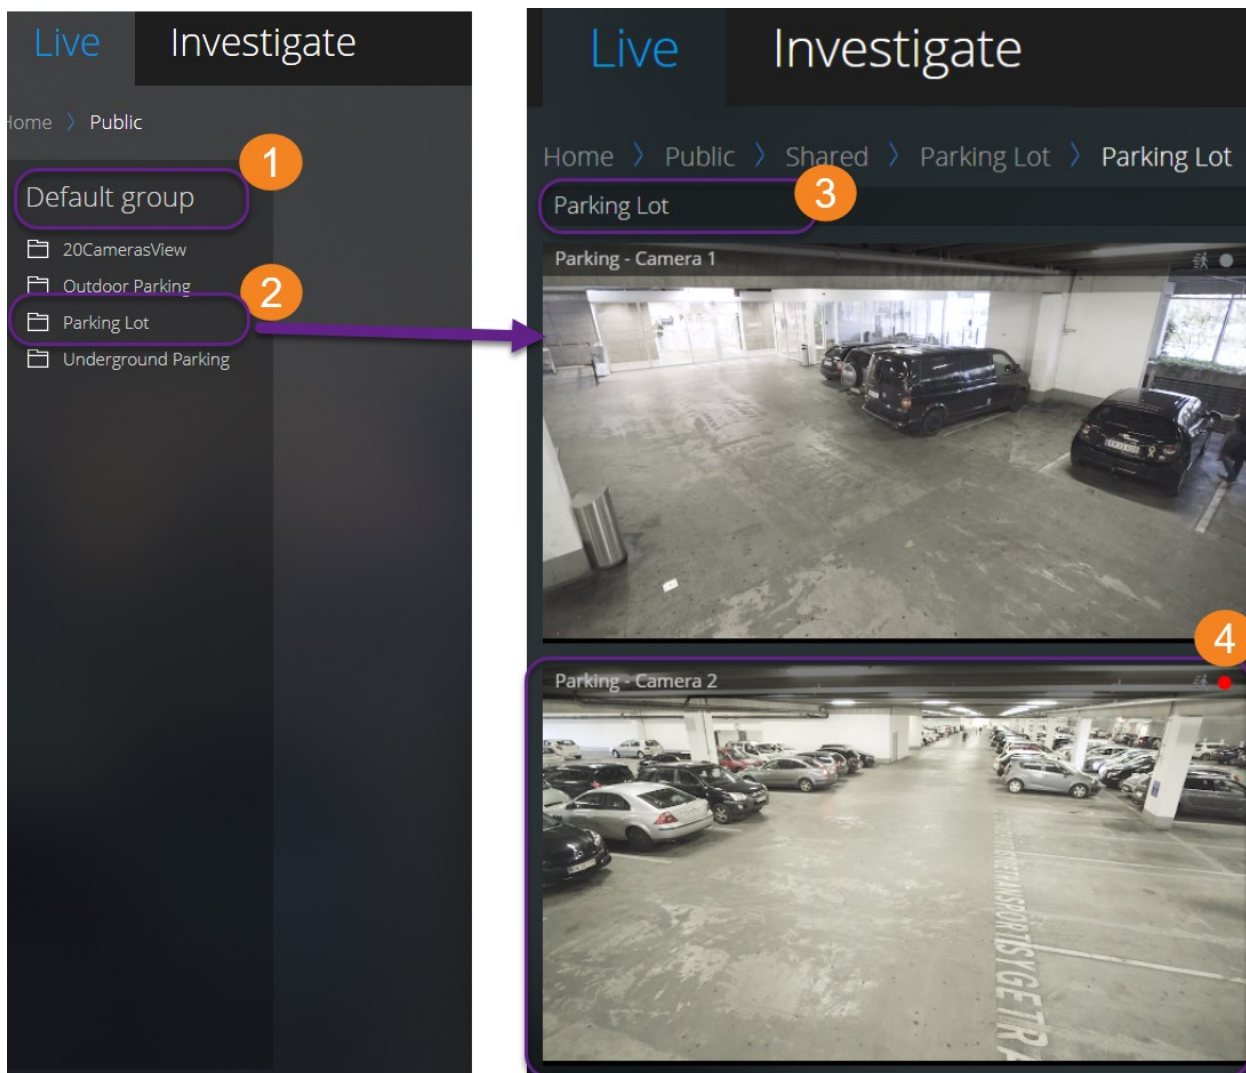 Live Investigate
Home > Public
1
Default group
20CamerasView
Outdoor Parking
2
Parking Lot
Underground Parking
Live Investigate
Home > Public > Shared > Parking Lot > Parking Lot
3
Parking Lot
Parking - Camera 1
4
Parking - Camera 2